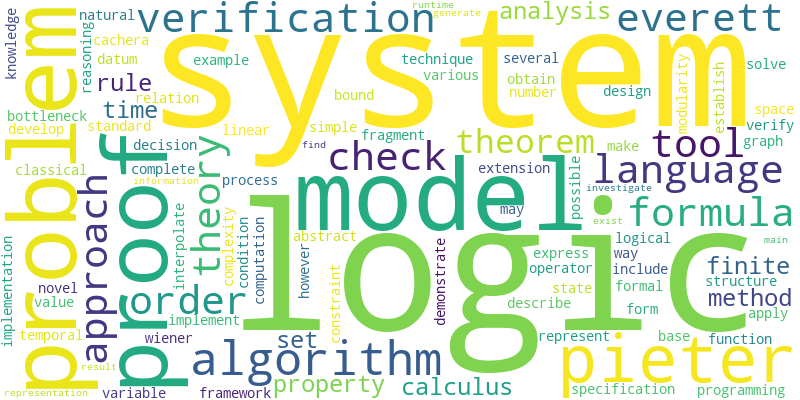 runtime
generate
knowledge
natural
verification
analysis
everett
cachera
reasoning
datum
example
system
technique
several
various
obtain
number
design
modularity
establish
solve
problem
rule
relation
bound
time
space
verify
graph
bottleneck
develop
standard
linear
simple
fragment
theorem
make
tool
decision
find
check
classical
complete
information
process
model
extension
possible
language
investigate
proof
approach
theory
interpolate
complexity
condition
computation
may
exist
formula
logic
abstract
however
constraint
demonstrate
express
operator
state
describe
logical
way
include
formal
form
main
finite
structure
method
apply
implementation
novel
value
order
implement
temporal
wiener
set
represent
base
function
result
algorithm
property
calculus
pieter
specification
programming
representation
variable
framework